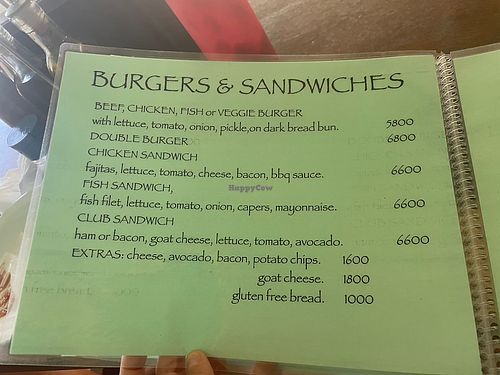 BURGERS & SANDWICHES
BEEF, CHICKEN, FISH or VEGGIE BURGER
with lettuce, tomato, onion, pickle,on dark bread bun. 5800
DOUBLE BURGER 6800
CHICKEN SANDWICH
fajitas, lettuce, tomato, cheese, bacon, bbq sauce. 6600
HappyCow
FISH SANDWICH,
fish filet, lettuce, tomato, onion, capers, mayonnaise. 6600
CLUB SANDWICH
ham or bacon, goat cheese, lettuce, tomato, avocado. 6600
EXTRAS: cheese, avocado, bacon, potato chips. 1600
goat cheese. 1800
gluten free bread. 1000